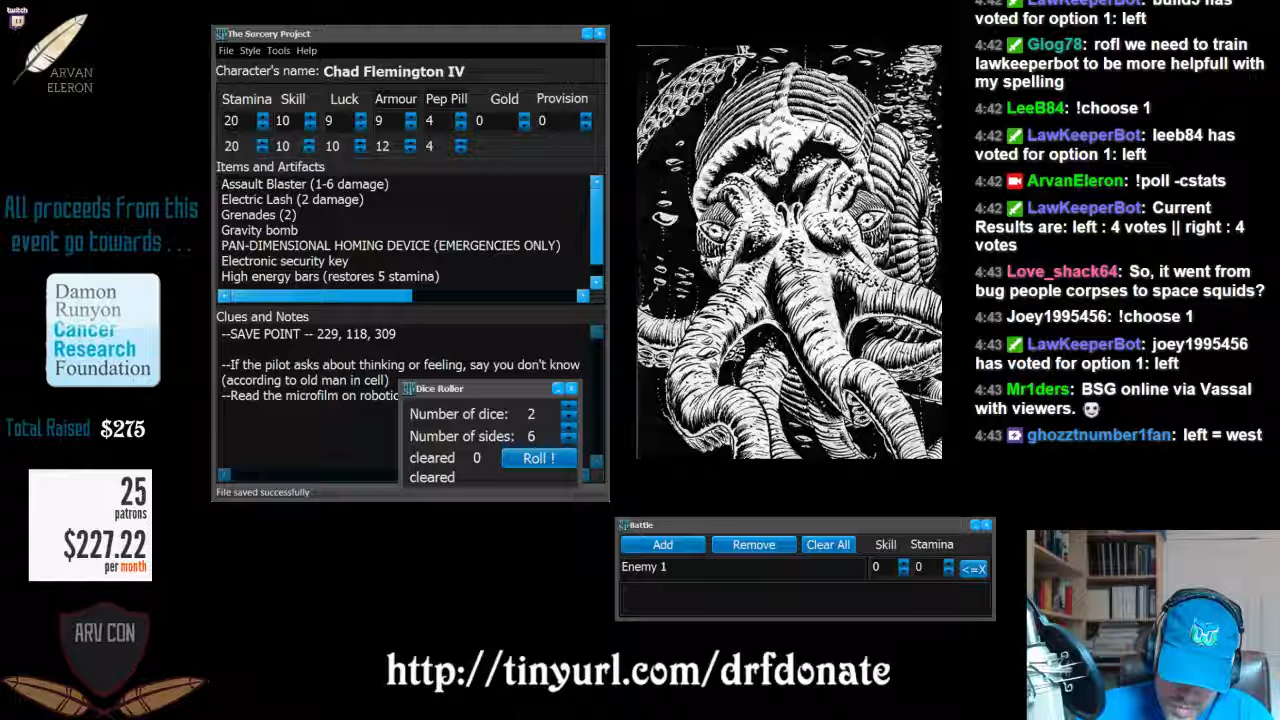 twitch
ARVAN
ELERON
All proceeds from this
event go towards . . .
Damon
Runyon
Cancer
Research
Foundation
Total Raised $275
25
patrons
$227.22
per month
ARV CON
The Sorcery Project
File Style Tools Help
Character's name: Chad Flemington IV
Stamina Skill Luck Armour Pep Pill Gold Provision
20 10 9 9 4 0 0
20 10 10 12 4
Items and Artifacts
Assault Blaster (1-6 damage)
Electric Lash (2 damage)
Grenades (2)
Gravity bomb
PAN-DIMENSIONAL HOMING DEVICE (EMERGENCIES ONLY)
Electronic security key
High energy bars (restores 5 stamina)
Clues and Notes
--SAVE POINT -- 229, 118, 309
--If the pilot asks about thinking or feeling, say you don't know
(according to old man in cell)
--Read the microfilm on robotic
File saved successfully
Dice Roller
Number of dice: 2
Number of sides: 6
cleared 0 Roll !
cleared
Battle
Add Remove Clear All Skill Stamina
Enemy 1 0 0 <=X
http://tinyurl.com/drfdonate
voted for option 1: left
4:42 Glog78: rofl we need to train
lawkeeperbot to be more helpfull with
my spelling
4:42 LeeB84: !choose 1
4:42 LawKeeperBot: leeb84 has
voted for option 1: left
4:42 ArvanEleron: !poll -cstats
4:42 LawKeeperBot: Current
Results are: left : 4 votes || right : 4
votes
4:43 Love_shack64: So, it went from
bug people corpses to space squids?
4:43 Joey1995456: !choose 1
4:43 LawKeeperBot: joey1995456
has voted for option 1: left
4:43 Mr1ders: BSG online via Vassal
with viewers.
4:43 ghozztnumber1fan: left = west